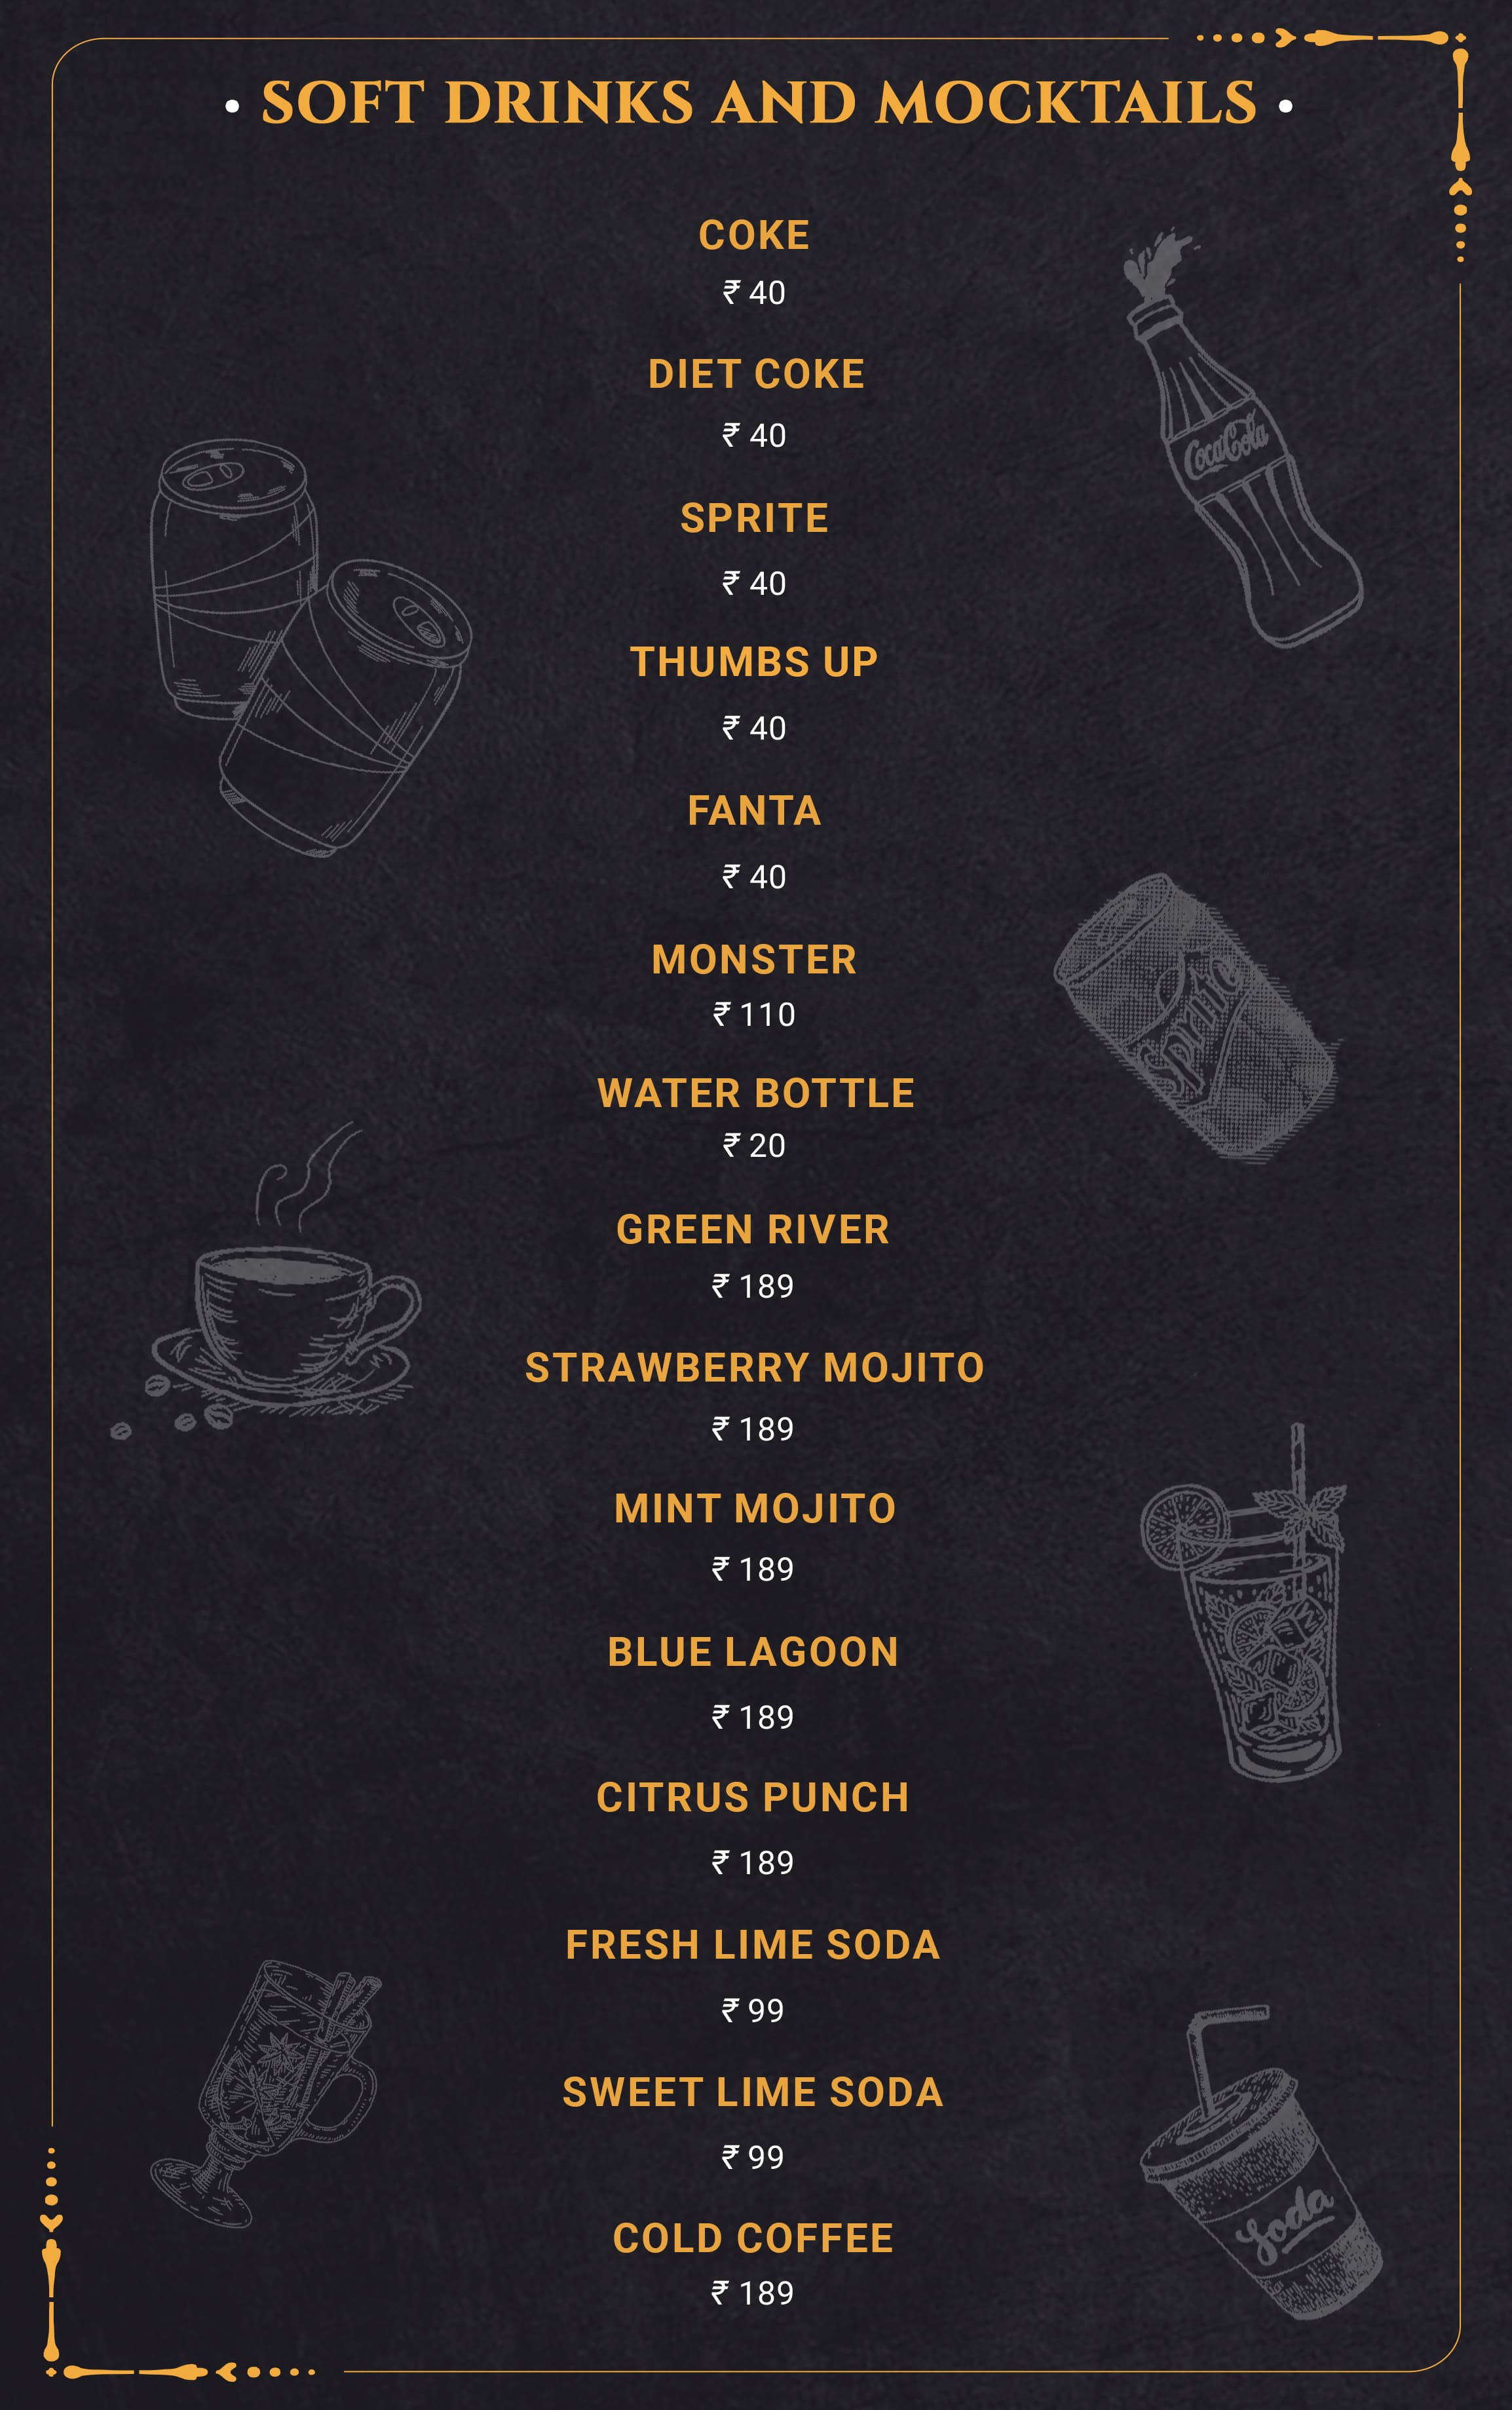 • SOFT DRINKS AND MOCKTAILS •
COKE
₹ 40
DIET COKE
₹ 40
CocaCola
SPRITE
₹ 40
THUMBS UP
₹ 40
FANTA
₹ 40
MONSTER
₹ 110
Sprite
WATER BOTTLE
₹ 20
GREEN RIVER
₹ 189
STRAWBERRY MOJITO
₹ 189
MINT MOJITO
₹ 189
BLUE LAGOON
₹ 189
CITRUS PUNCH
₹ 189
FRESH LIME SODA
₹ 99
SWEET LIME SODA
₹ 99
Soda
COLD COFFEE
₹ 189